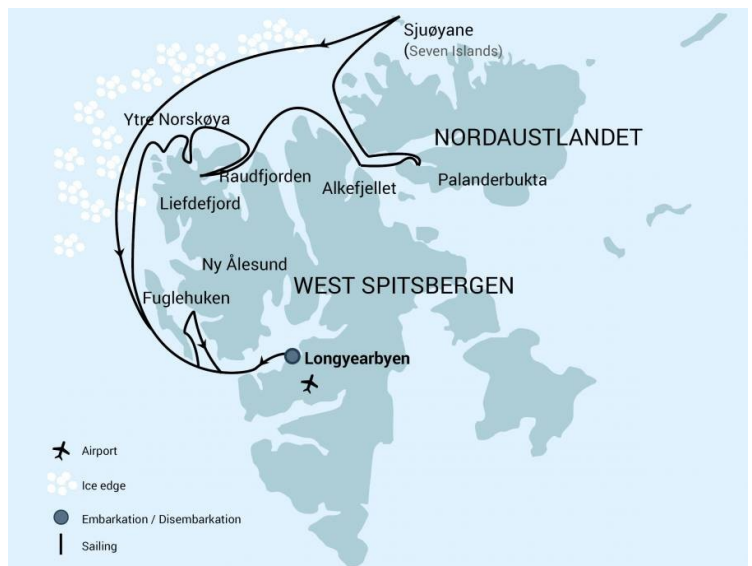 Sjuøyane
(Seven Islands)
Ytre Norskøya
NORDAUSTLANDET
Raudfjorden
Alkefjellet
Palanderbukta
Liefdefjord
Ny Ålesund
WEST SPITSBERGEN
Fuglehuken
Longyearbyen
Airport
Ice edge
Embarkation / Disembarkation
Sailing